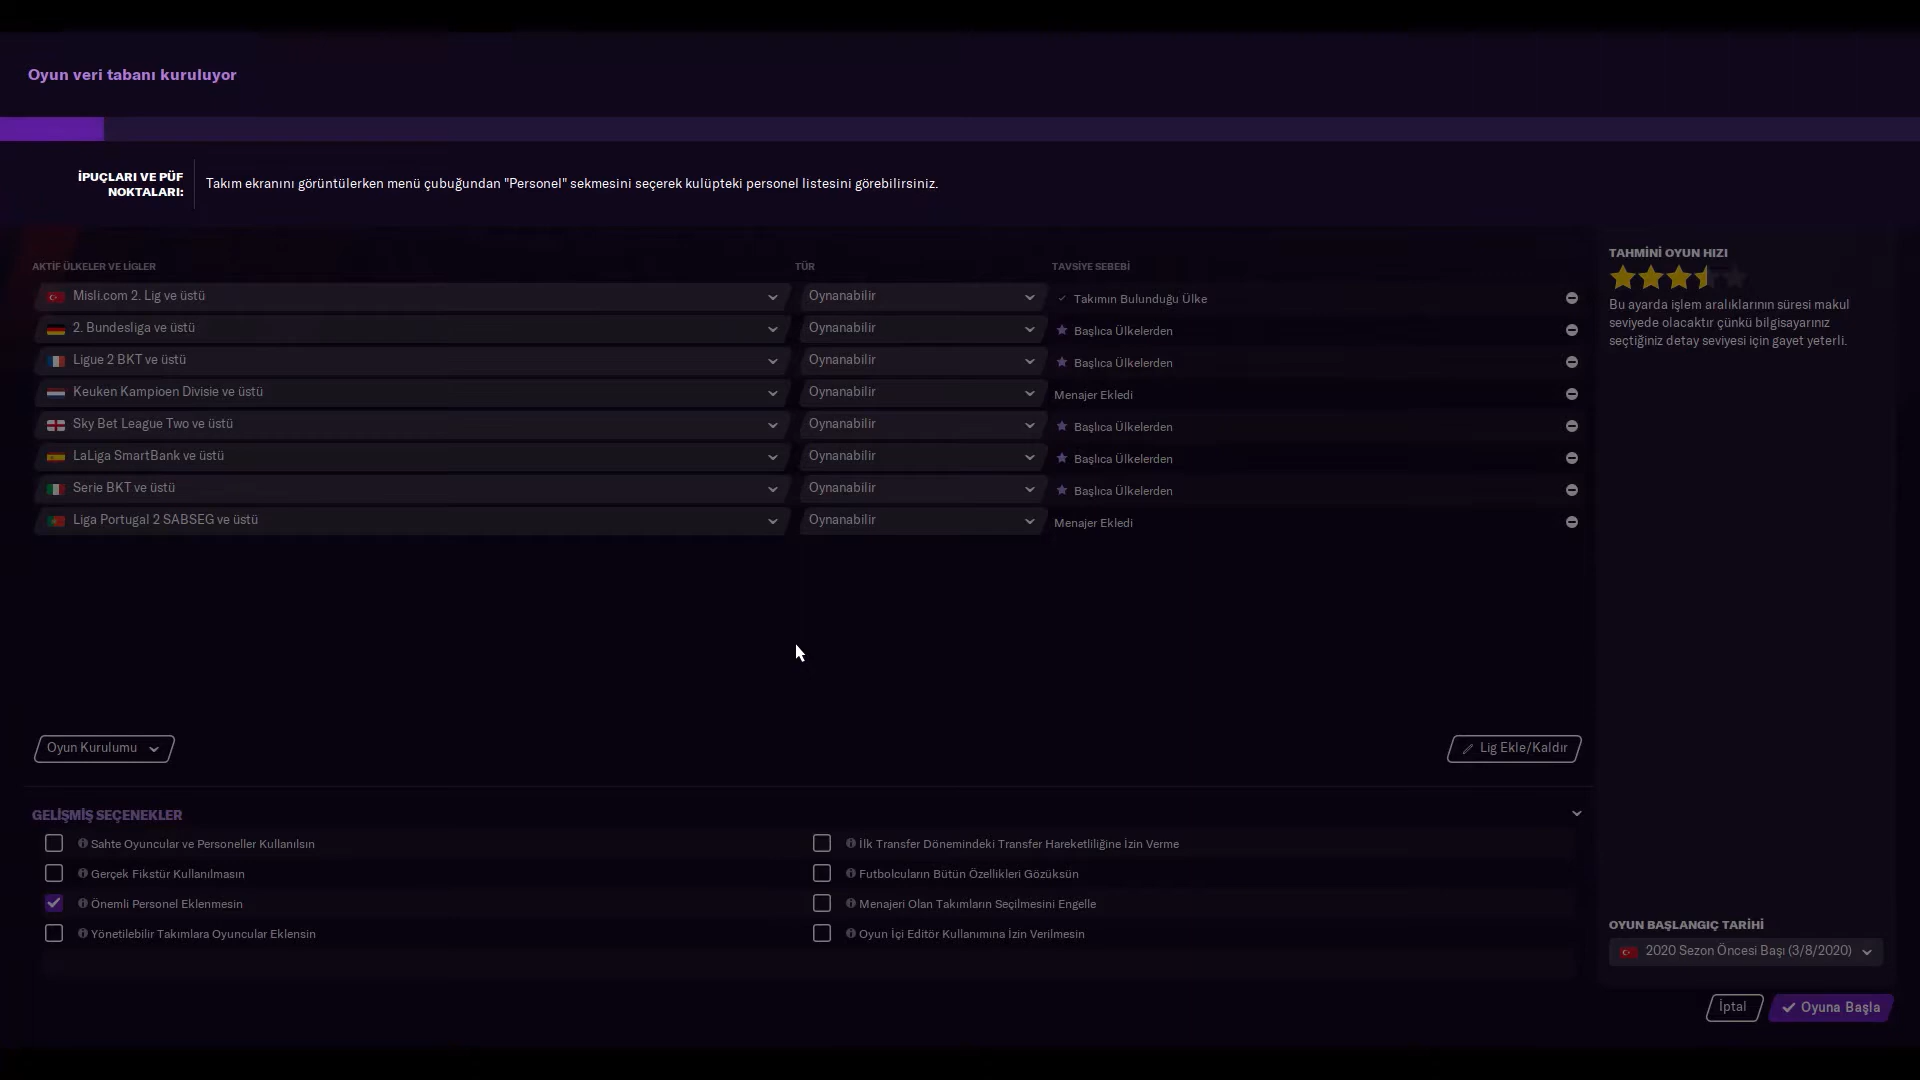 Oyun veri tabanı kuruluyor
İPUÇLARI VE PÜF
NOKTALARI:
Takım ekranını görüntülerken menü çubuğundan "Personel" sekmesini seçerek kulüpteki personel listesini görebilirsiniz.
AKTİF ÜLKELER VE LİGLER TÜR TAVSİYE SEBEBİ
Misli.com 2. Lig ve üstü Oynanabilir Takımın Bulunduğu Ülke
2. Bundesliga ve üstü Oynanabilir Başlıca Ülkelerden
Ligue 2 BKT ve üstü Oynanabilir Başlıca Ülkelerden
Keuken Kampioen Divisie ve üstü Oynanabilir Menajer Ekledi
Sky Bet League Two ve üstü Oynanabilir Başlıca Ülkelerden
LaLiga SmartBank ve üstü Oynanabilir Başlıca Ülkelerden
Serie BKT ve üstü Oynanabilir Başlıca Ülkelerden
Liga Portugal 2 SABSEG ve üstü Oynanabilir Menajer Ekledi
TAHMİNİ OYUN HIZI
Bu ayarda işlem aralıklarının süresi makul
seviyede olacaktır çünkü bilgisayarınız
seçtiğiniz detay seviyesi için gayet yeterli.
Oyun Kurulumu
Lig Ekle/Kaldır
GELİŞMİŞ SEÇENEKLER
Sahte Oyuncular ve Personeller Kullanılsın
İlk Transfer Dönemindeki Transfer Hareketliliğine İzin Verme
Gerçek Fikstür Kullanılmasın
Futbolcuların Bütün Özellikleri Gözüksün
Önemli Personel Eklenmesin
Menajeri Olan Takımların Seçilmesini Engelle
Yönetilebilir Takımlara Oyuncular Eklensin
Oyun İçi Editör Kullanımına İzin Verilmesin
OYUN BAŞLANGIÇ TARİHİ
2020 Sezon Öncesi Başı (3/8/2020)
İptal
Oyuna Başla